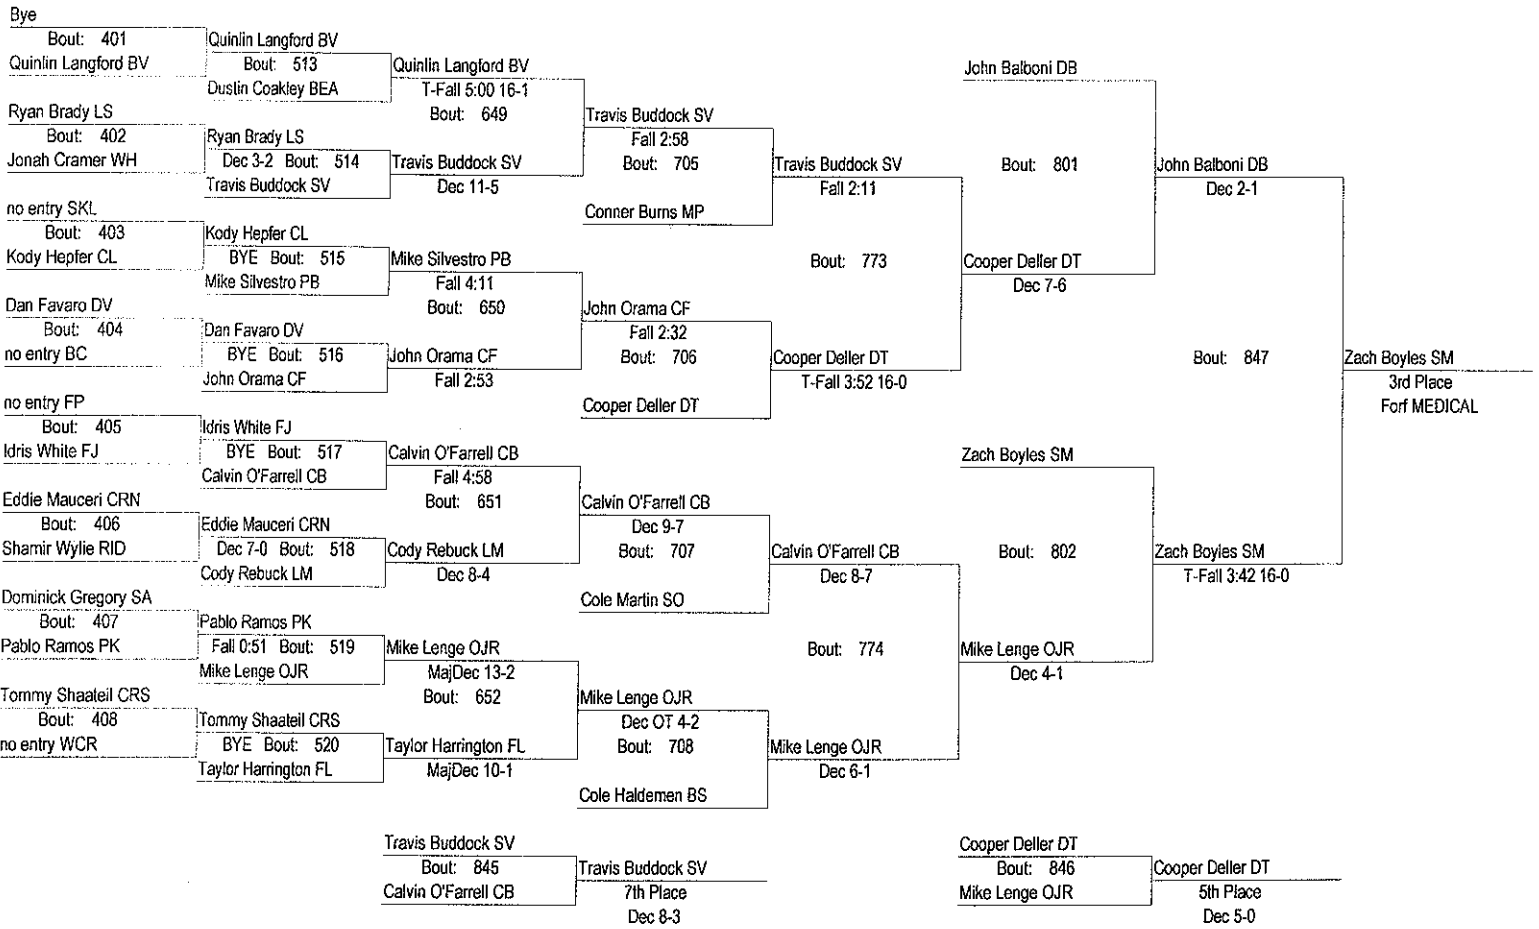 Bye
Bout: 401
Quinlin Langford BV
Ryan Brady LS
Bout: 402
Jonah Cramer WH
no entry SKL
Bout: 403
Kody Hepfer CL
Dan Favaro DV
Bout: 404
no entry BC
no entry FP
Bout: 405
Idris White FJ
Eddie Mauceri CRN
Bout: 406
Shamir Wylie RID
Dominick Gregory SA
Bout: 407
Pablo Ramos PK
Tommy Shaateil CRS
Bout: 408
no entry WCR
Quinlin Langford BV
Bout: 513
Dustin Coakley BEA
Ryan Brady LS
Dec 3-2 Bout: 514
Travis Buddock SV
Kody Hepfer CL
BYE Bout: 515
Mike Silvestro PB
Dan Favaro DV
BYE Bout: 516
John Orama CF
Idris White FJ
BYE Bout: 517
Calvin O'Farrell CB
Eddie Mauceri CRN
Dec 7-0 Bout: 518
Cody Rebuck LM
Pablo Ramos PK
Fall 0:51 Bout: 519
Mike Lenge OJR
Tommy Shaateil CRS
BYE Bout: 520
Taylor Harrington FL
Quinlin Langford BV
T-Fall 5:00 16-1
Bout: 649
Travis Buddock SV
Dec 11-5
Mike Silvestro PB
Fall 4:11
Bout: 650
John Orama CF
Fall 2:53
Calvin O'Farrell CB
Fall 4:58
Bout: 651
Cody Rebuck LM
Dec 8-4
Mike Lenge OJR
MajDec 13-2
Bout: 652
Taylor Harrington FL
MajDec 10-1
Travis Buddock SV
Fall 2:58
Bout: 705
Conner Burns MP
John Orama CF
Fall 2:32
Bout: 706
Cooper Deller DT
Calvin O'Farrell CB
Dec 9-7
Bout: 707
Cole Martin SO
Mike Lenge OJR
Dec OT 4-2
Bout: 708
Cole Haldemen BS
Travis Buddock SV
Fall 2:11
Bout: 773
Cooper Deller DT
T-Fall 3:52 16-0
Calvin O'Farrell CB
Dec 8-7
Bout: 774
Mike Lenge OJR
Dec 6-1
John Balboni DB
Bout: 801
Cooper Deller DT
Dec 7-6
Zach Boyles SM
Bout: 802
Mike Lenge OJR
Dec 4-1
John Balboni DB
Dec 2-1
Bout: 847
Zach Boyles SM
T-Fall 3:42 16-0
Zach Boyles SM
3rd Place
Forf MEDICAL
Travis Buddock SV
Bout: 845
Calvin O'Farrell CB
Travis Buddock SV
7th Place
Dec 8-3
Cooper Deller DT
Bout: 846
Mike Lenge OJR
Cooper Deller DT
5th Place
Dec 5-0